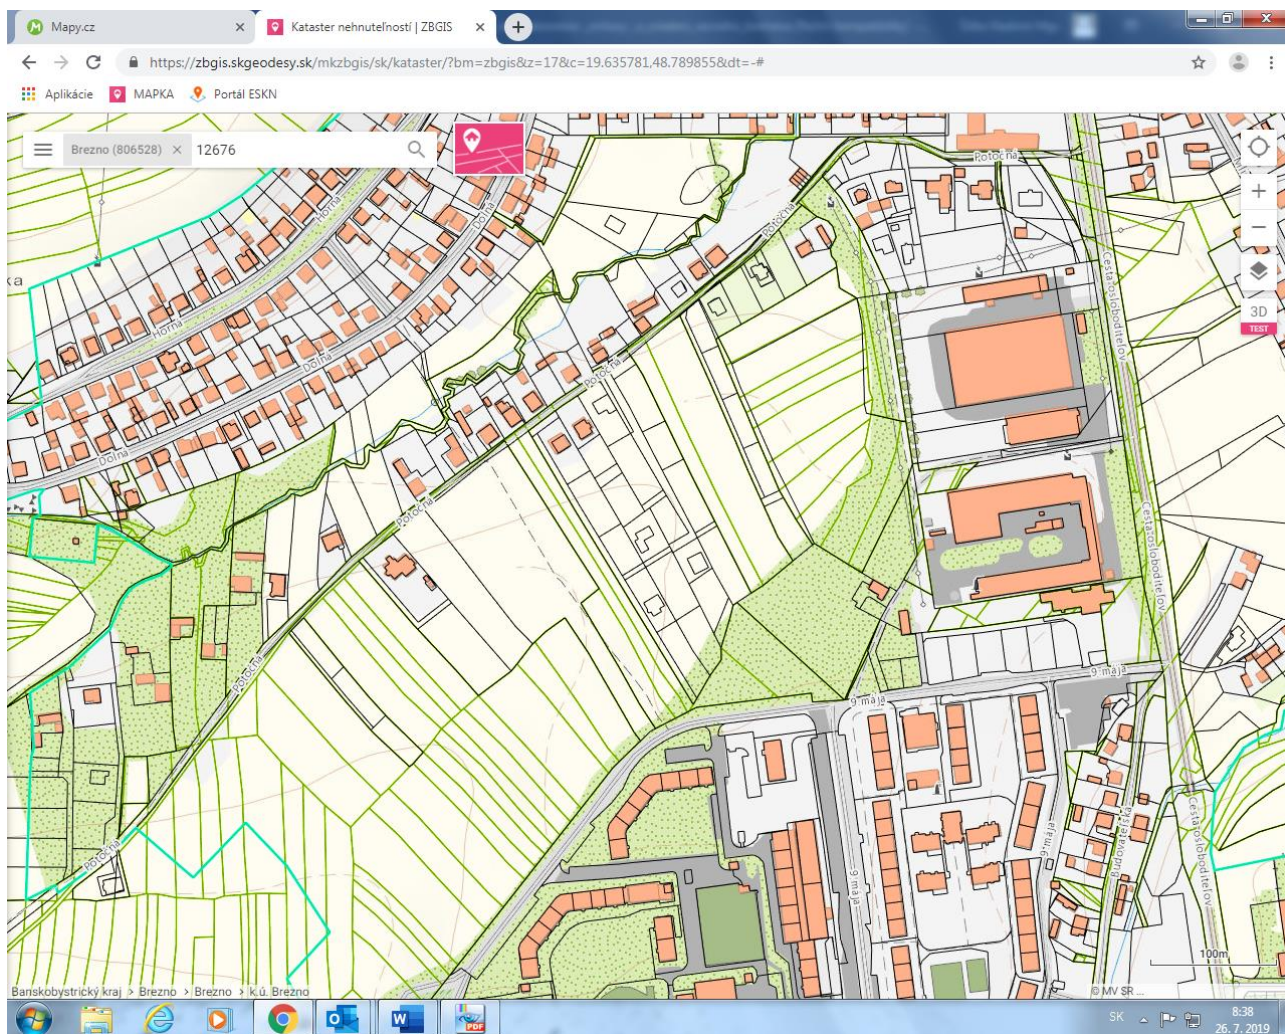 Mapy.cz
Kataster nehnuteľností | ZBGIS
https://zbgis.skgeodesy.sk/mkzbgis/sk/kataster/?bm=zbgis&z=17&c=19.635781,48.789855&dt=-#
Aplikácie
MAPKA
Portál ESKN
Brezno (806528)
12676
Potočná
Horná
Dolná
Potočná
Cesta osloboditeľov
3D
TEST
ka
Horná
Dolná
Potočná
Dolná
Potočná
Cesta osloboditeľov
Potočná
9 mája
9 mája
Potočná
9 mája
9 mája
Budovateľská
Cesta osloboditeľov
100m
Banskobystrický kraj > Brezno > Brezno > k.ú. Brezno
© MV SR ...
SK
8:38
26. 7. 2019
PDF